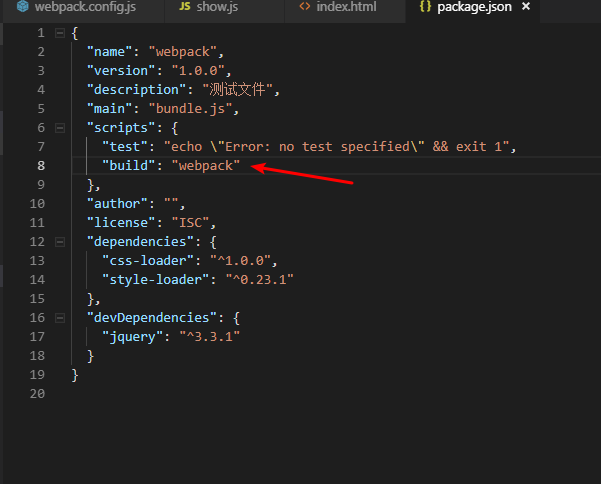 webpack.config.js JS show.js <> index.html {} package.json ×
1 {
2 "name": "webpack",
3 "version": "1.0.0",
4 "description": "测试文件",
5 "main": "bundle.js",
6 "scripts": {
7 "test": "echo \"Error: no test specified\" && exit 1",
8 "build": "webpack"
9 },
10 "author": "",
11 "license": "ISC",
12 "dependencies": {
13 "css-loader": "^1.0.0",
14 "style-loader": "^0.23.1"
15 },
16 "devDependencies": {
17 "jquery": "^3.3.1"
18 }
19 }
20